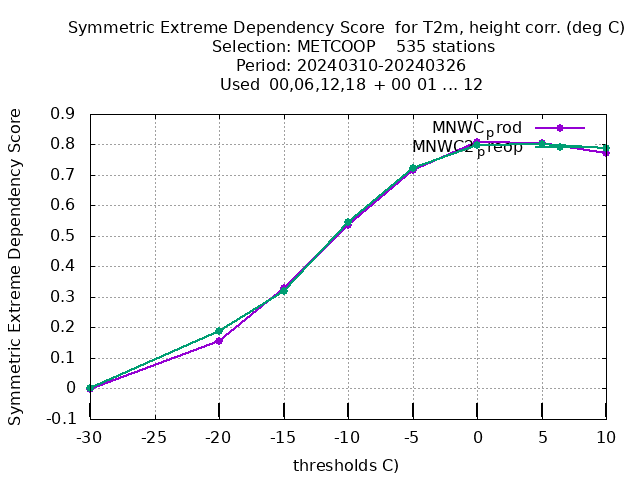 Symmetric Extreme Dependency Score for T2m, height corr. (deg C)
Selection: METCOOP 535 stations
Period: 20240310-20240326
Used 00,06,12,18 + 00 01 ... 12
Symmetric Extreme Dependency Score
0.9
0.8
0.7
0.6
0.5
0.4
0.3
0.2
0.1
0
-0.1
MNWC_prod
MNWC2_preop
-30 -25 -20 -15 -10 -5 0 5 10
thresholds C)